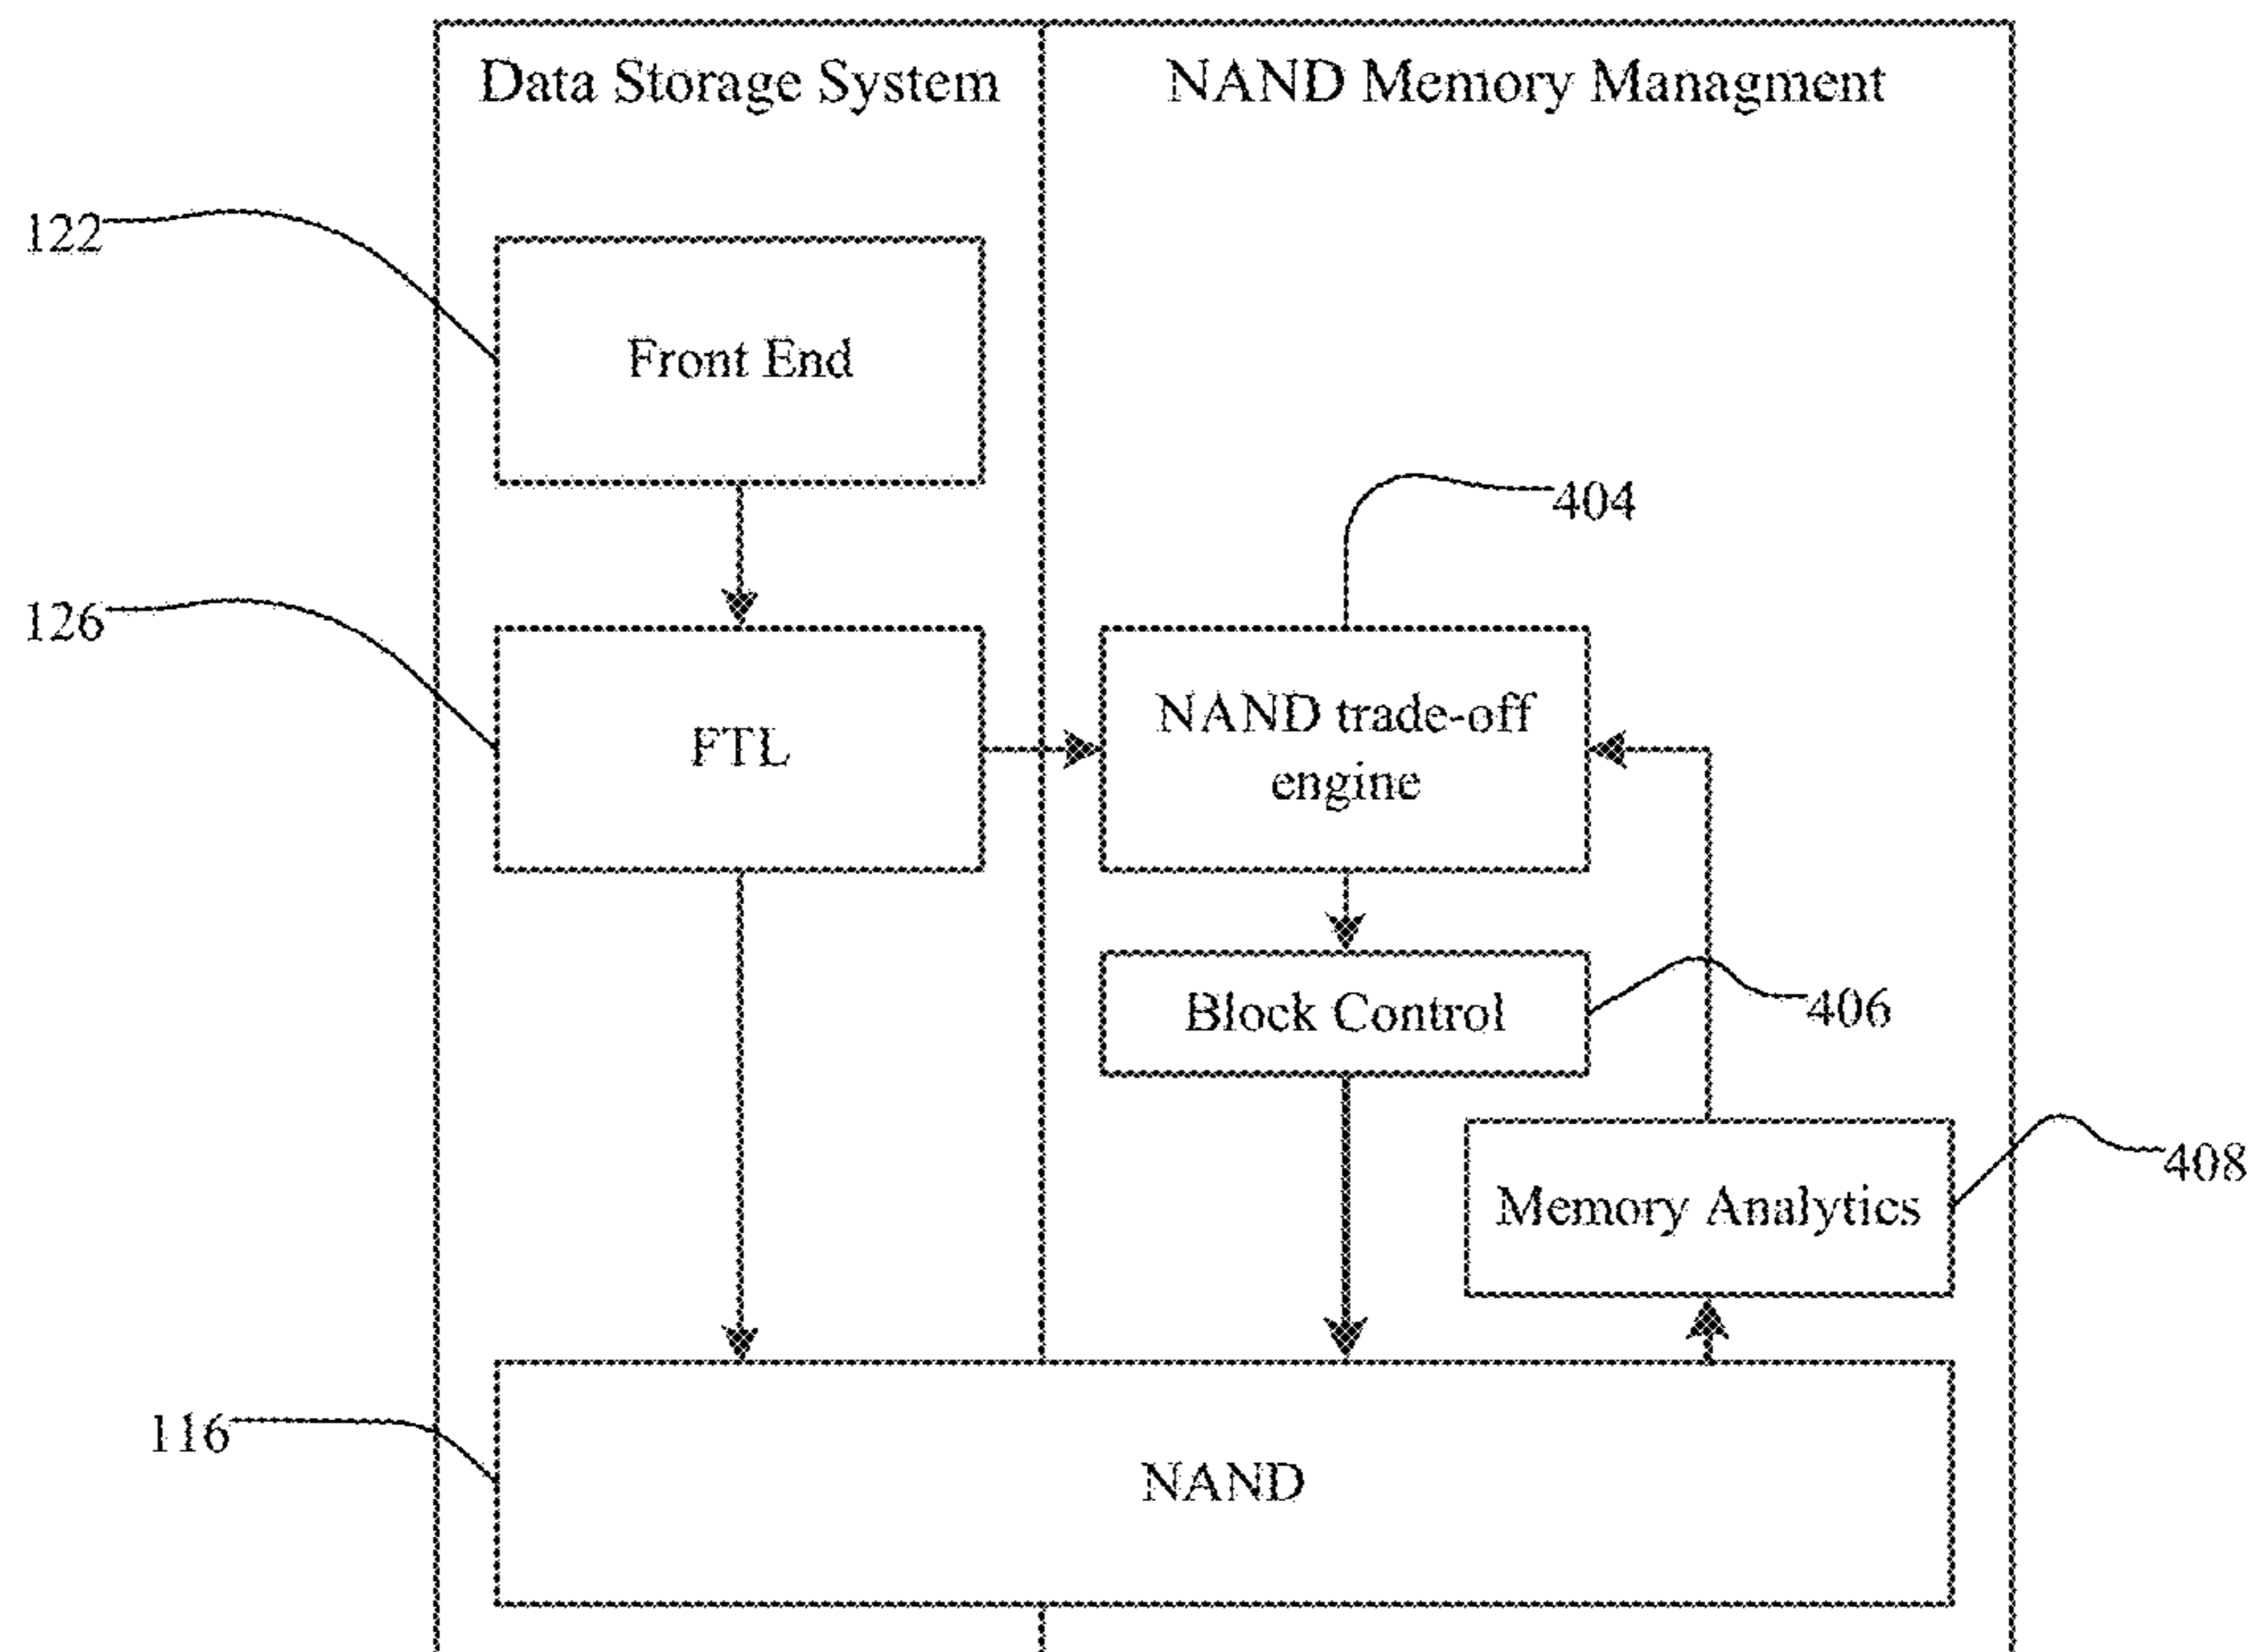 Data Storage System
NAND Memory Managment
122
Front End
404
126
FTL
NAND trade-off
engine
Block Control
406
Memory Analytics
408
116
NAND